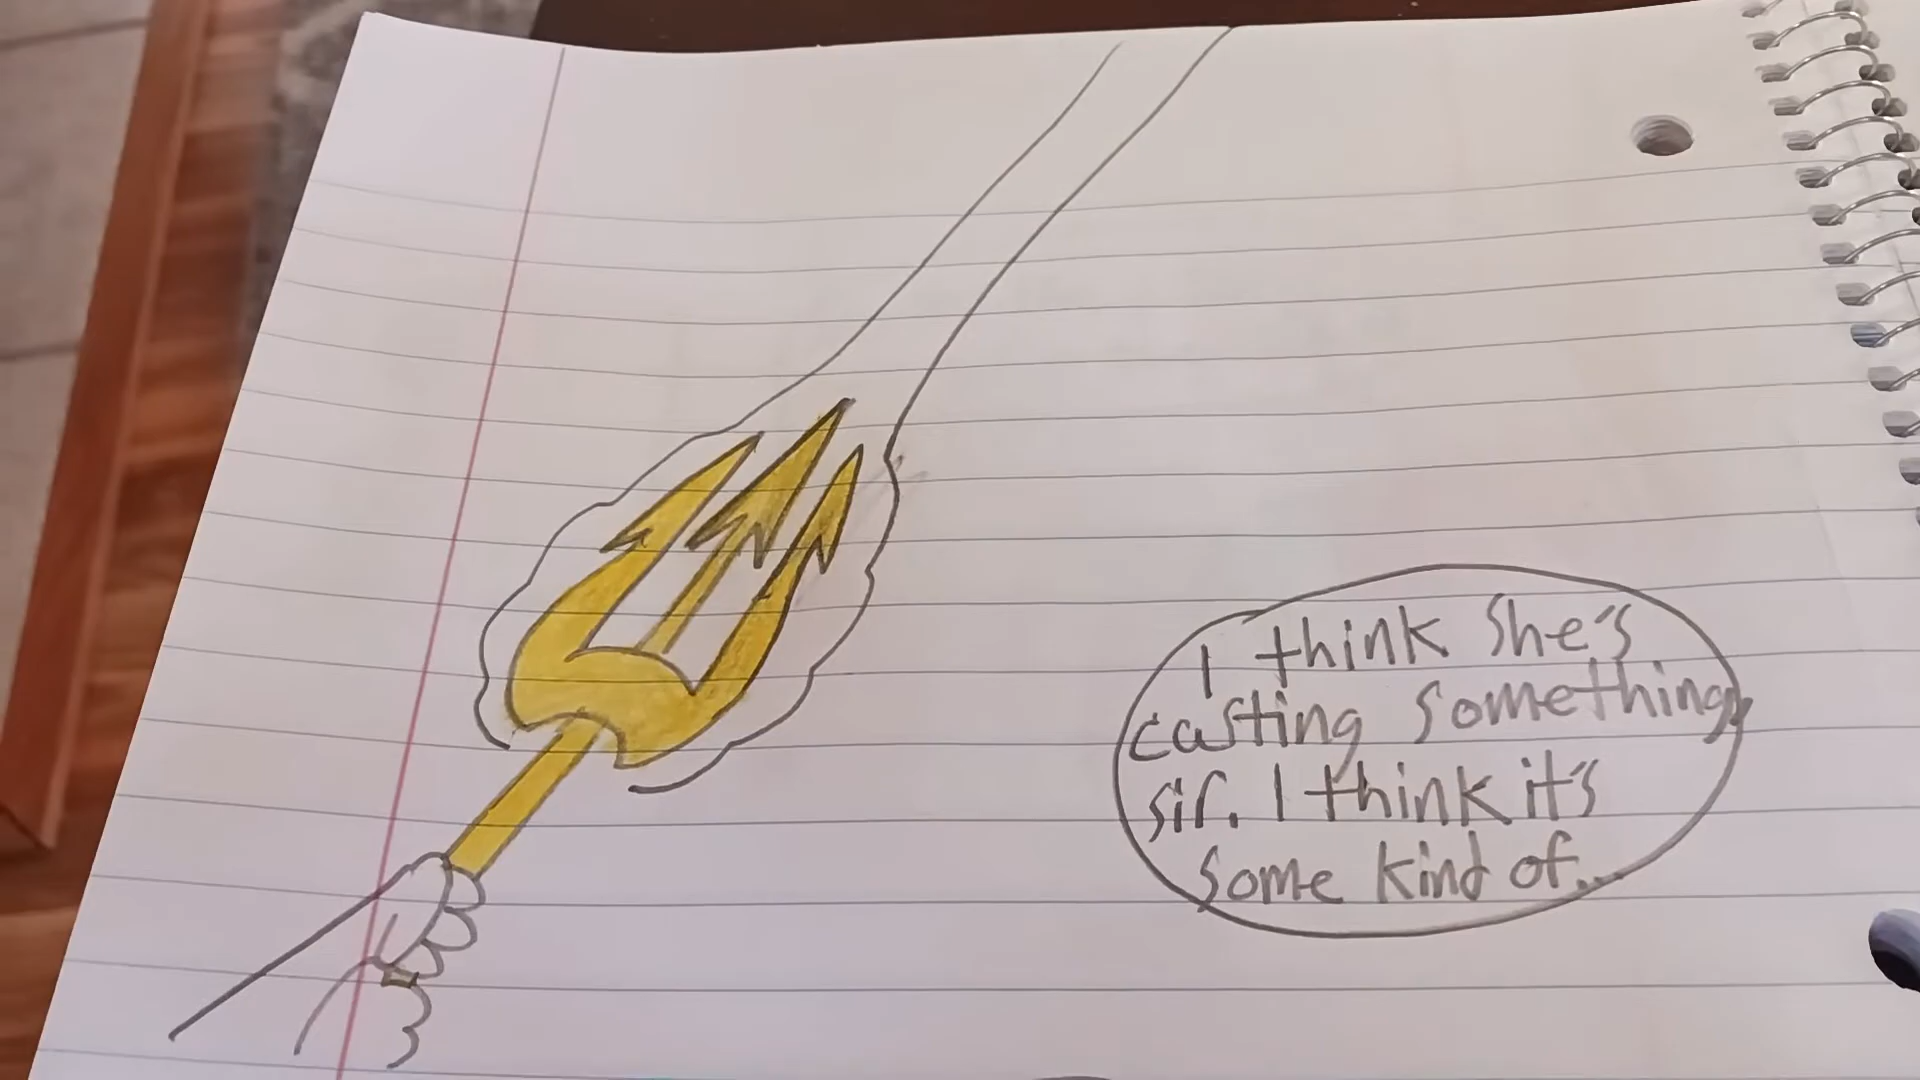 I think she's
casting something,
sir. I think it's
some kind of...